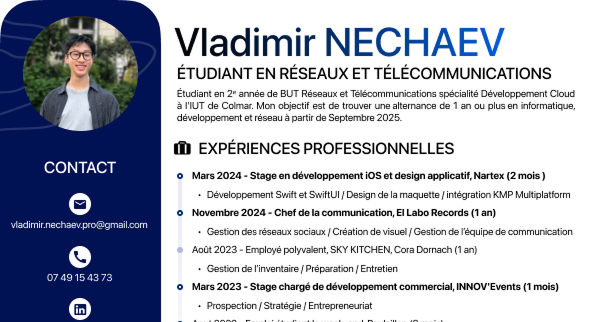 Vladimir NECHAEV
ÉTUDIANT EN RÉSEAUX ET TÉLÉCOMMUNICATIONS
Étudiant en 2ᵉ année de BUT Réseaux et Télécommunications spécialité Développement Cloud
à l'IUT de Colmar. Mon objectif est de trouver une alternance de 1 an ou plus en informatique,
développement et réseau à partir de Septembre 2025.
CONTACT
vladimir.nechaev.pro@gmail.com
07 49 15 43 73
EXPÉRIENCES PROFESSIONNELLES
Mars 2024 - Stage en développement iOS et design applicatif, Nartex (2 mois )
• Développement Swift et SwiftUI / Design de la maquette / intégration KMP Multiplatform
Novembre 2024 - Chef de la communication, El Labo Records (1 an)
• Gestion des réseaux sociaux / Création de visuel / Gestion de l'équipe de communication
Août 2023 - Employé polyvalent, SKY KITCHEN, Cora Dornach (1 an)
• Gestion de l'inventaire / Préparation / Entretien
Mars 2023 - Stage chargé de développement commercial, INNOV'Events (1 mois)
• Prospection / Stratégie / Entrepreneuriat